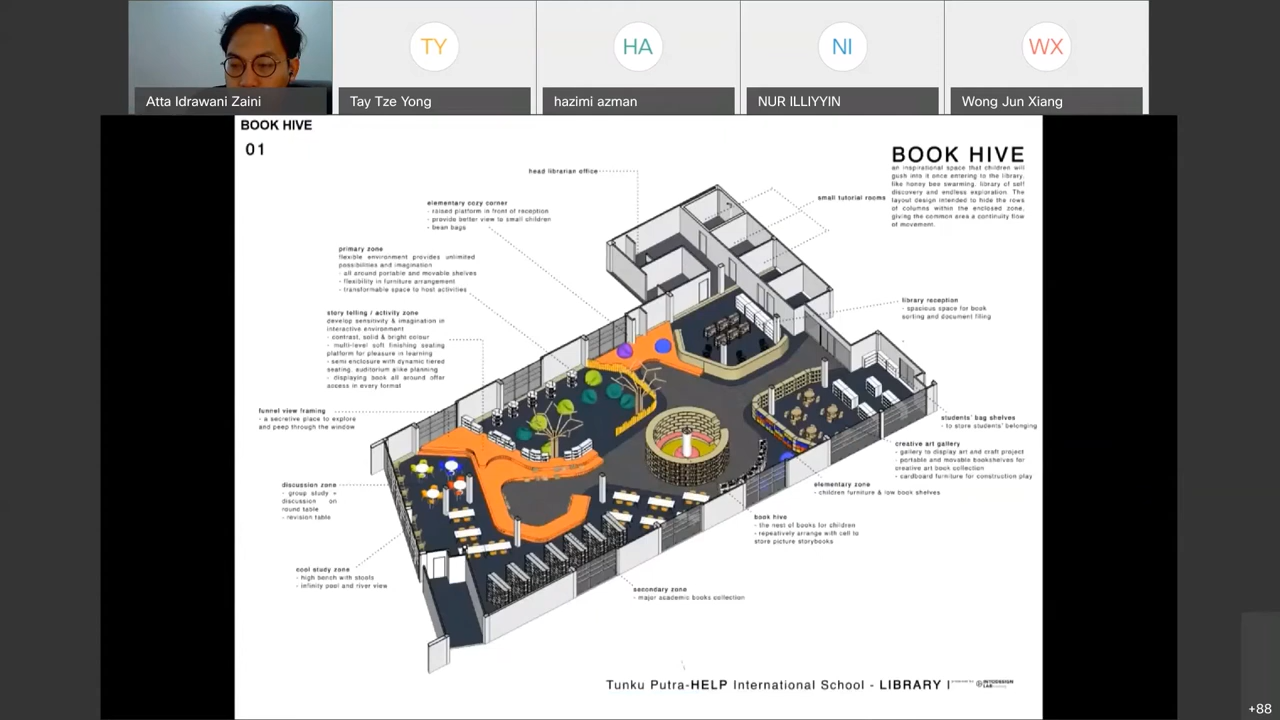 TY
HA
NI
WX
Atta Idrawani Zaini
Tay Tze Yong
hazimi azman
NUR ILLIYYIN
Wong Jun Xiang
BOOK HIVE
01
BOOK HIVE
an inspirational space that children will
gush into it once entering to the library,
like honey bee swarming, library of self
discovery and endless exploration. The
layout design intended to hide the rows
of columns within the enclosed zone,
giving the common area a continuity flow
of movement.
head librarian office
small tutorial rooms
elementary cozy corner
- raised platform in front of reception
- provide better view to small children
- bean bags
primary zone
flexible environment provides unlimited
possibilities and imagination
- all around portable and movable shelves
- flexibility in furniture arrangement
- transformable space to host activities
library reception
- spacious space for book
sorting and document filling
story telling / activity zone
develop sensitivity & imagination in
interactive environment
- contrast, solid & bright colour
- multi-level soft finishing seating
platform for pleasure in learning
- semi enclosure with dynamic tiered
seating, auditorium alike planning
- displaying book all around offer
access in every format
funnel view framing
- a secretive place to explore
and peep through the window
students' bag shelves
- to store students' belonging
creative art gallery
- gallery to display art and craft project
- portable and movable bookshelves for
creative art book collection
- cardboard furniture for construction play
discussion zone
- group study +
discussion on
round table
- revision table
elementary zone
- children furniture & low book shelves
book hive
- the nest of books for children
- repeatively arrange with cell to
store picture storybooks
cool study zone
- high bench with stools
- infinity pool and river view
secondary zone
- major academic books collection
Tunku Putra-HELP International School - LIBRARY I
INTODESIGN
LAB
+88